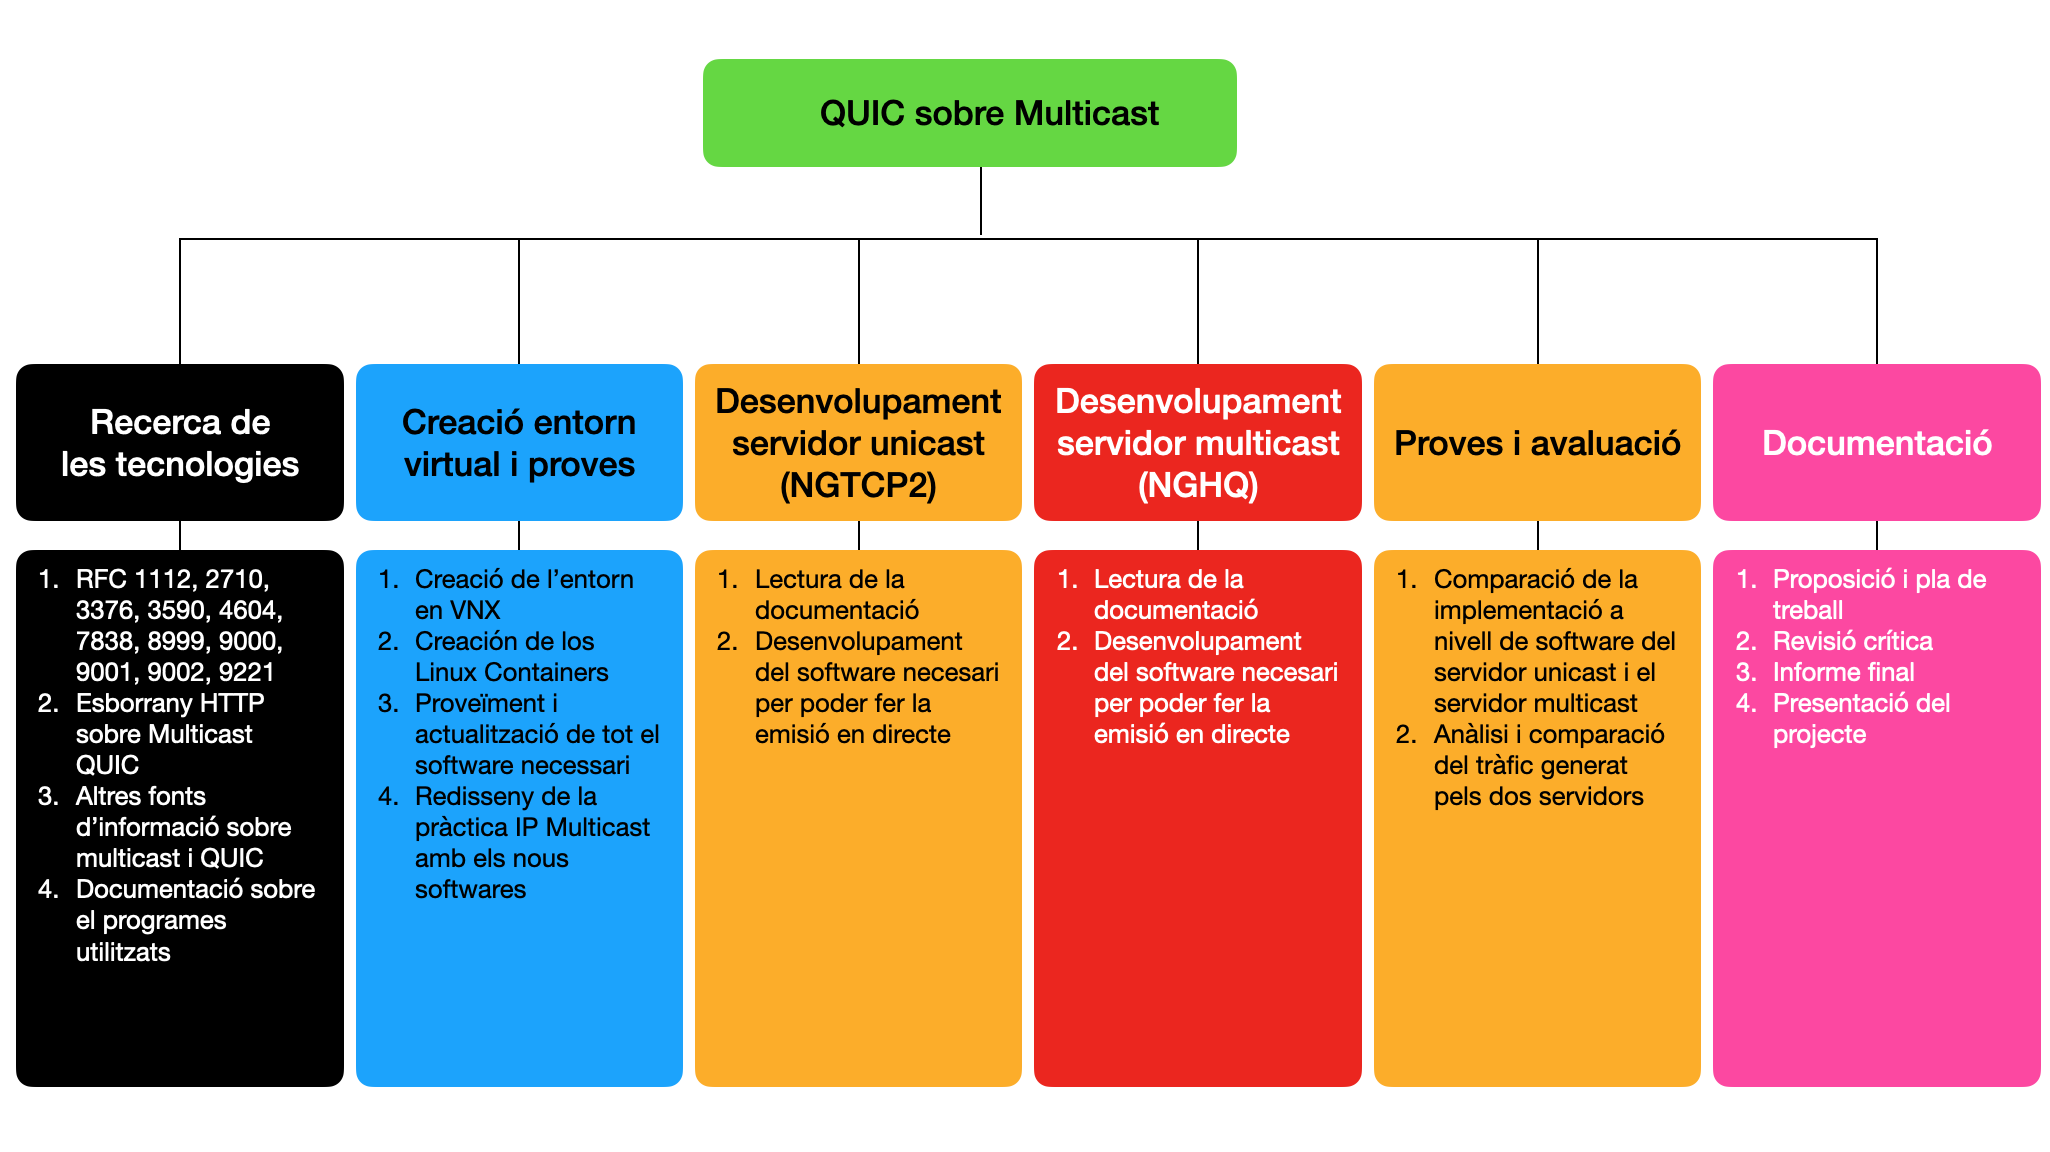 QUIC sobre Multicast
Recerca de
les tecnologies
1. RFC 1112, 2710,
3376, 3590, 4604,
7838, 8999, 9000,
9001, 9002, 9221
2. Esborrany HTTP
sobre Multicast
QUIC
3. Altres fonts
d’informació sobre
multicast i QUIC
4. Documentació sobre
el programes
utilitzats
Creació entorn
virtual i proves
1. Creació de l’entorn
en VNX
2. Creación de los
Linux Containers
3. Proveïment i
actualització de tot el
software necessari
4. Redisseny de la
pràctica IP Multicast
amb els nous
softwares
Desenvolupament
servidor unicast
(NGTCP2)
1. Lectura de la
documentació
2. Desenvolupament
del software necesari
per poder fer la
emisió en directe
Desenvolupament
servidor multicast
(NGHQ)
1. Lectura de la
documentació
2. Desenvolupament
del software necesari
per poder fer la
emisió en directe
Proves i avaluació
1. Comparació de la
implementació a
nivell de software del
servidor unicast i el
servidor multicast
2. Anàlisi i comparació
del tràfic generat
pels dos servidors
Documentació
1. Proposició i pla de
treball
2. Revisió crítica
3. Informe final
4. Presentació del
projecte